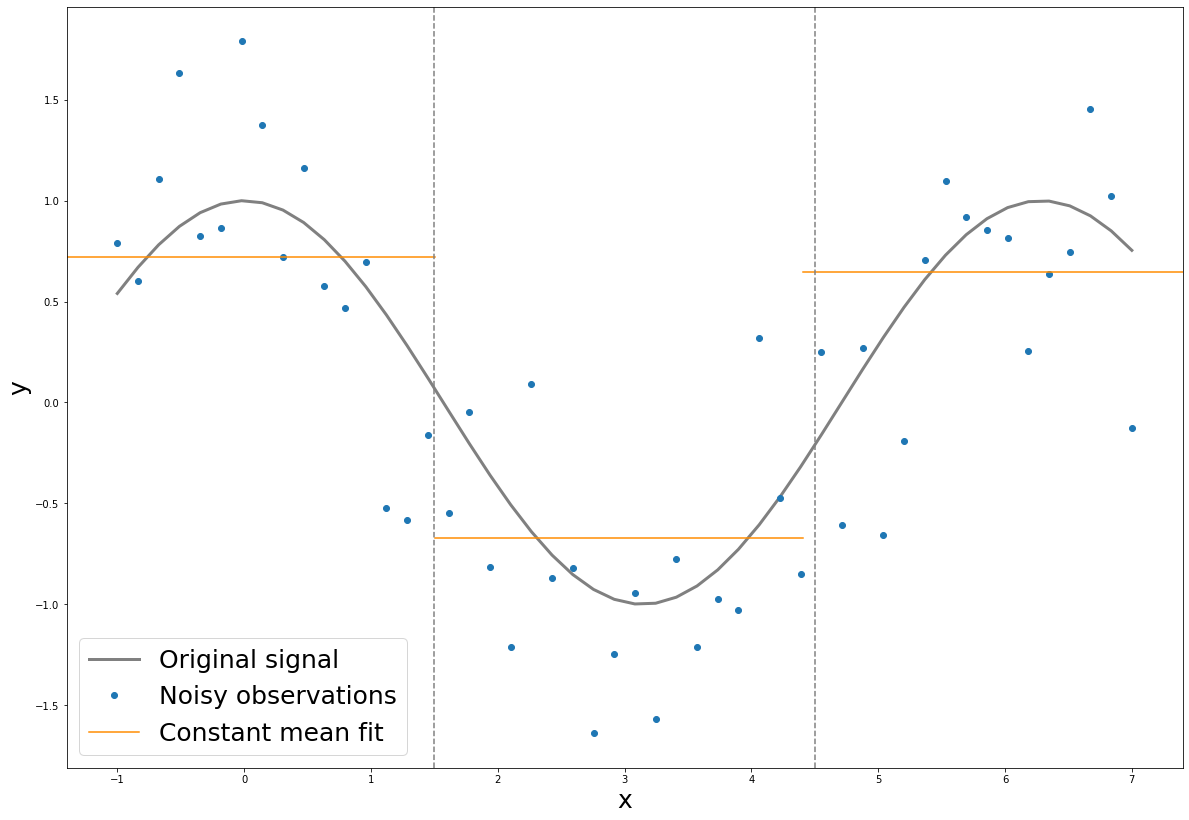 1.5
1.0
0.5
0.0
−0.5
−1.0
−1.5
y
Original signal
Noisy observations
Constant mean fit
−1 0 1 2 3 4 5 6 7
x